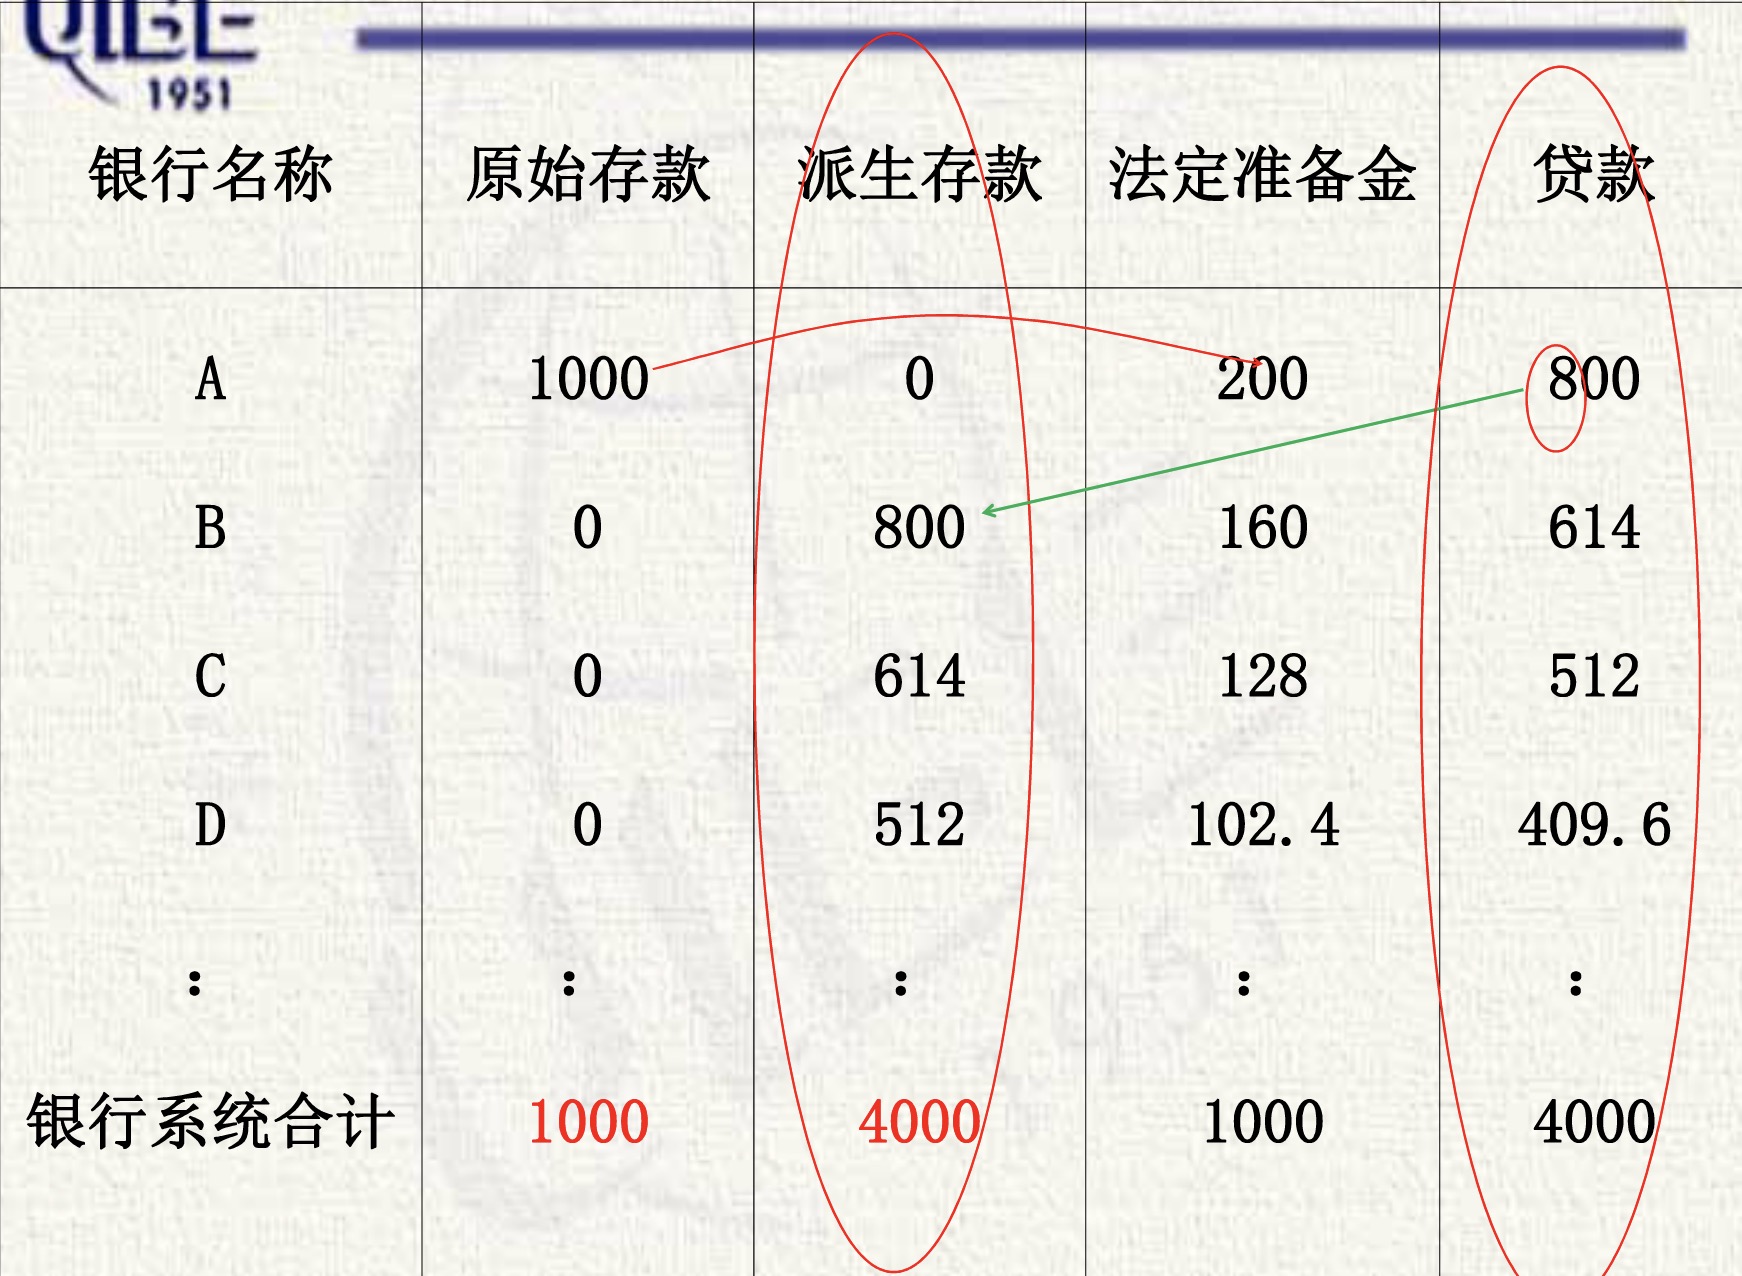 1951
银行名称 原始存款 派生存款 法定准备金 贷款
A 1000 0 200 800
B 0 800 160 614
C 0 614 128 512
D 0 512 102.4 409.6
: : : : :
银行系统合计 1000 4000 1000 4000